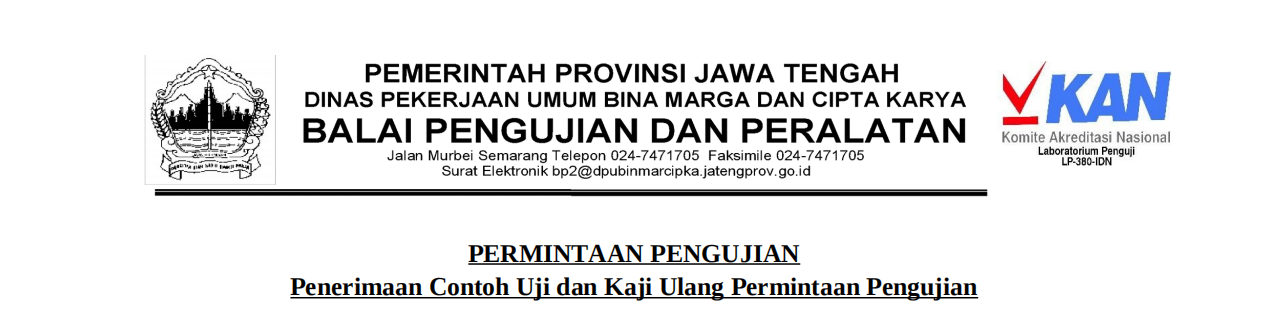 PEMERINTAH PROVINSI JAWA TENGAH
DINAS PEKERJAAN UMUM BINA MARGA DAN CIPTA KARYA
BALAI PENGUJIAN DAN PERALATAN
Jalan Murbei Semarang Telepon 024-7471705 Faksimile 024-7471705
Surat Elektronik bp2@dpubinmarcipka.jatengprov.go.id
KAN
Komite Akreditasi Nasional
Laboratorium Penguji
LP-380-IDN
PERMINTAAN PENGUJIAN
Penerimaan Contoh Uji dan Kaji Ulang Permintaan Pengujian